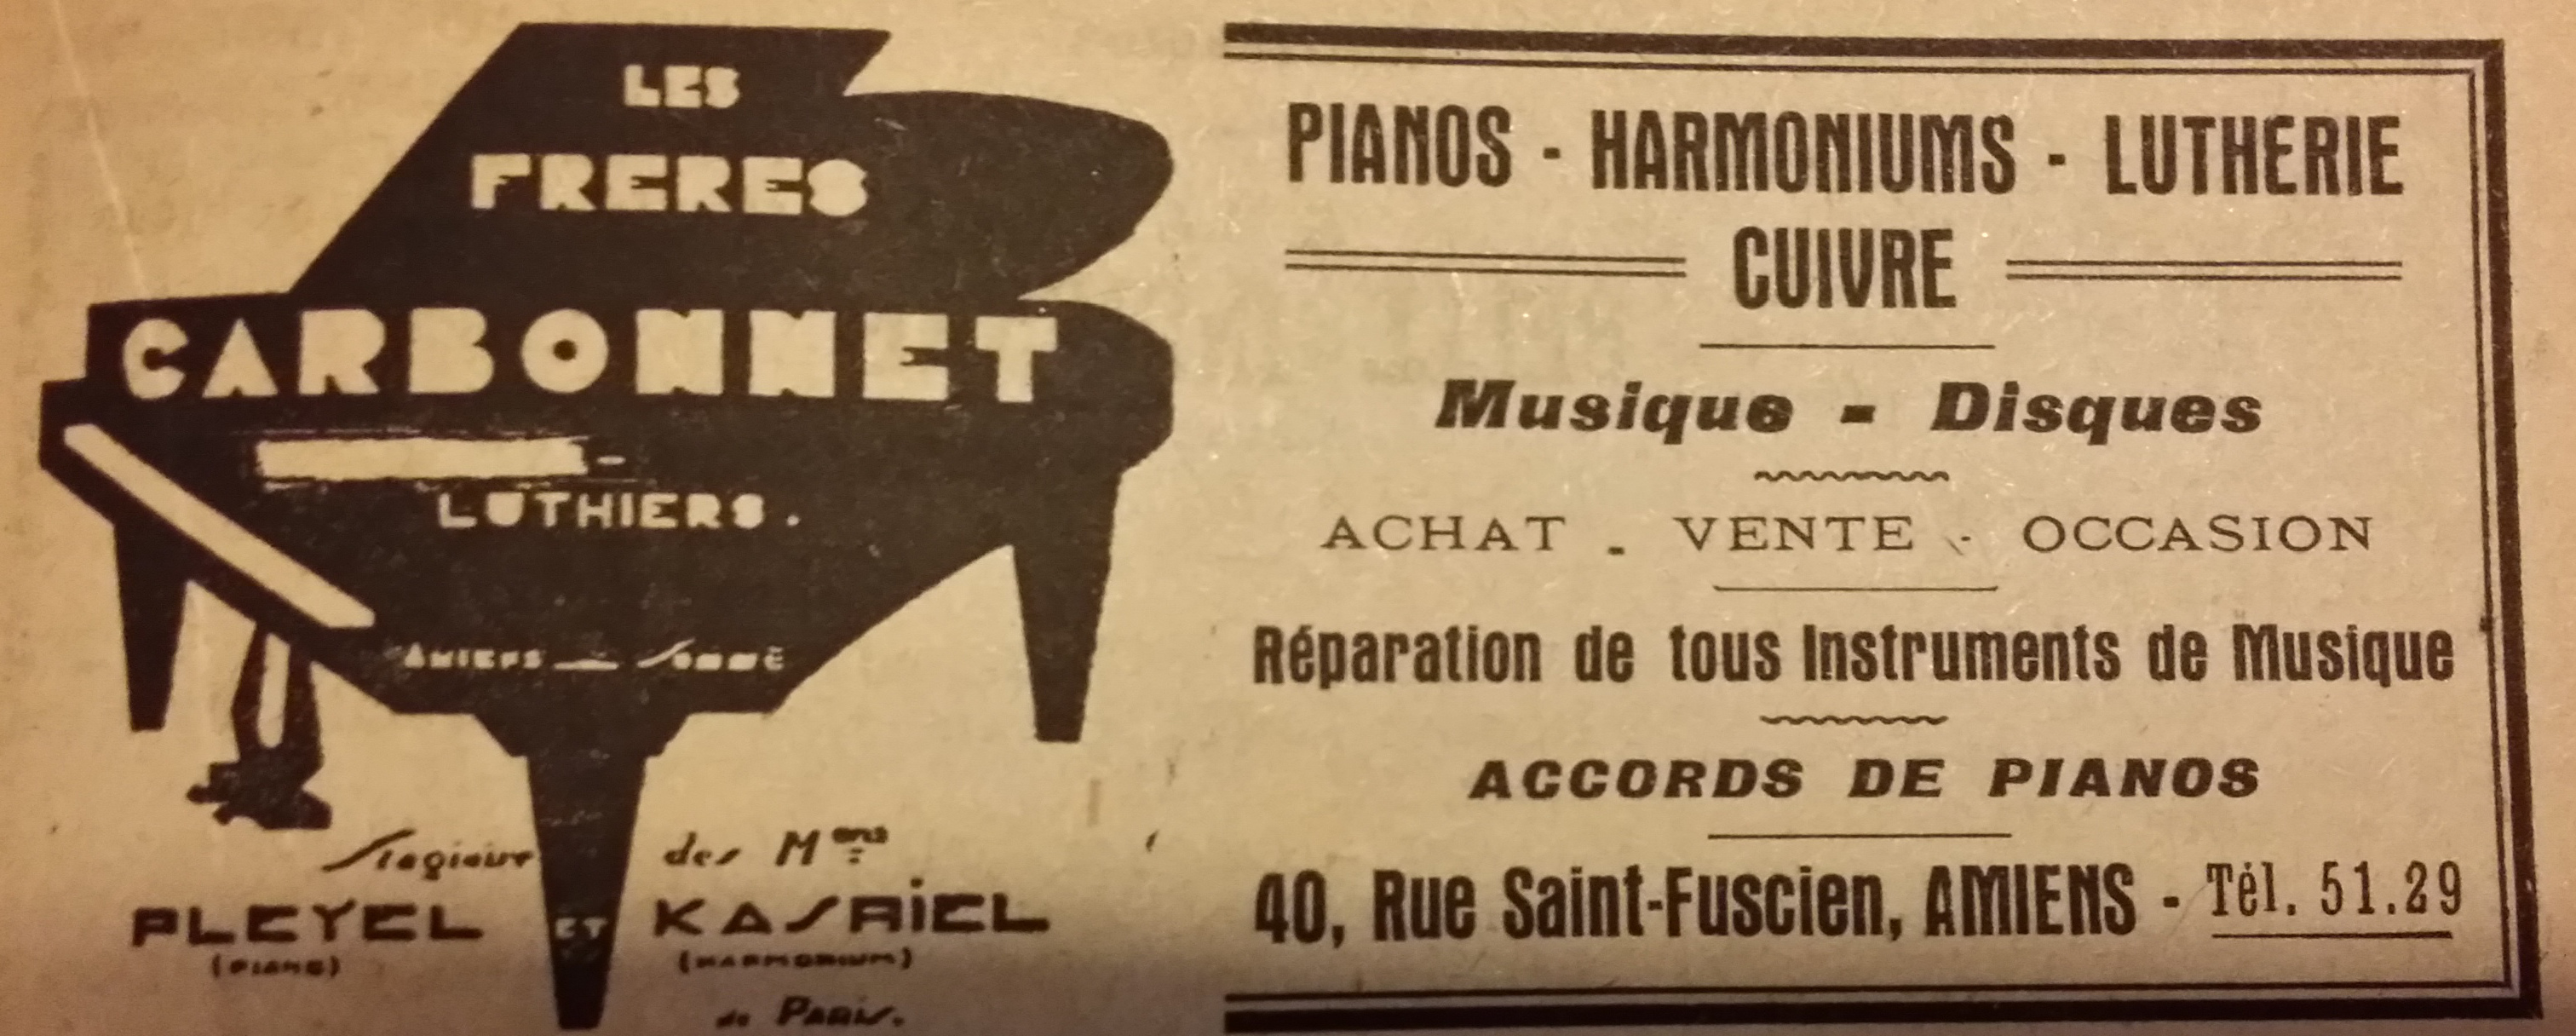 LES
FRERES
CARBONNET
LUTHIERS.
AMIENS — SOMME
Stagiaire des M^ons
PLEYEL ET KASRIEL
(PIANO) (HARMONIUM)
de PARIS.
PIANOS - HARMONIUMS - LUTHERIE
CUIVRE
Musique - Disques
ACHAT - VENTE - OCCASION
Réparation de tous Instruments de Musique
ACCORDS DE PIANOS
40, Rue Saint-Fuscien, AMIENS - Tél. 51.29